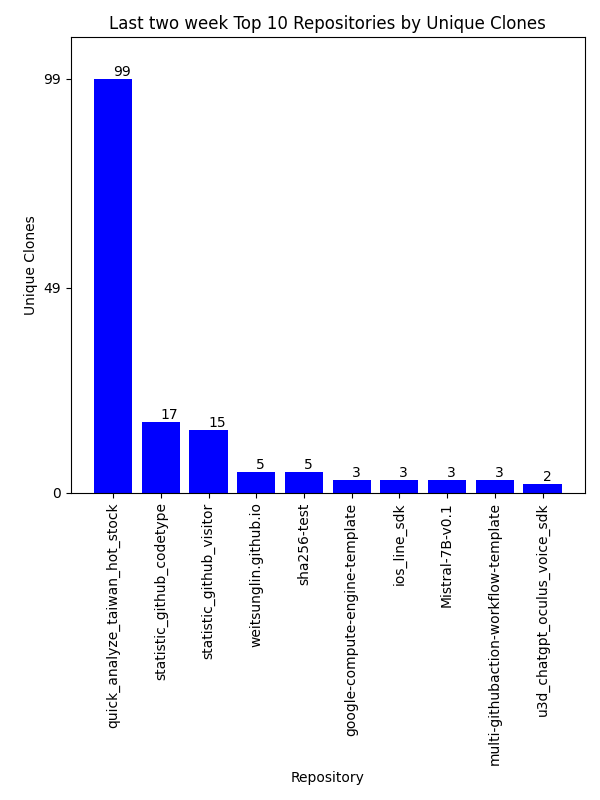 Last two week Top 10 Repositories by Unique Clones
Unique Clones
99
49
0
99
17
15
5
5
3
3
3
3
2
quick_analyze_taiwan_hot_stock
statistic_github_codetype
statistic_github_visitor
weitsunglin.github.io
sha256-test
google-compute-engine-template
ios_line_sdk
Mistral-7B-v0.1
multi-githubaction-workflow-template
u3d_chatgpt_oculus_voice_sdk
Repository